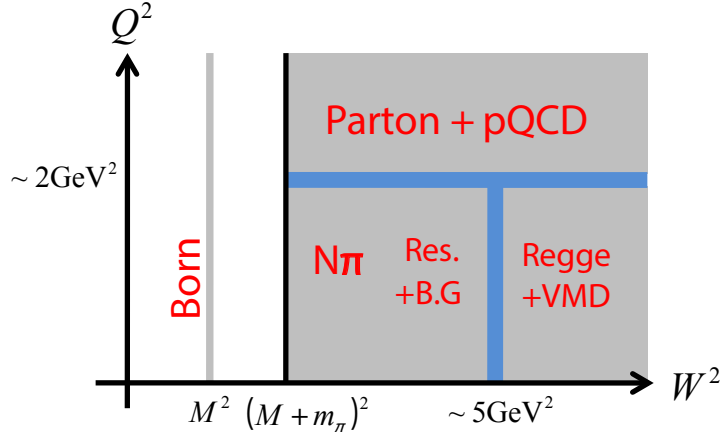 Q²
Parton + pQCD
~ 2GeV²
Born
Nπ
Res.
+B.G
Regge
+VMD
M²
(M + m_π)²
~ 5GeV²
W²